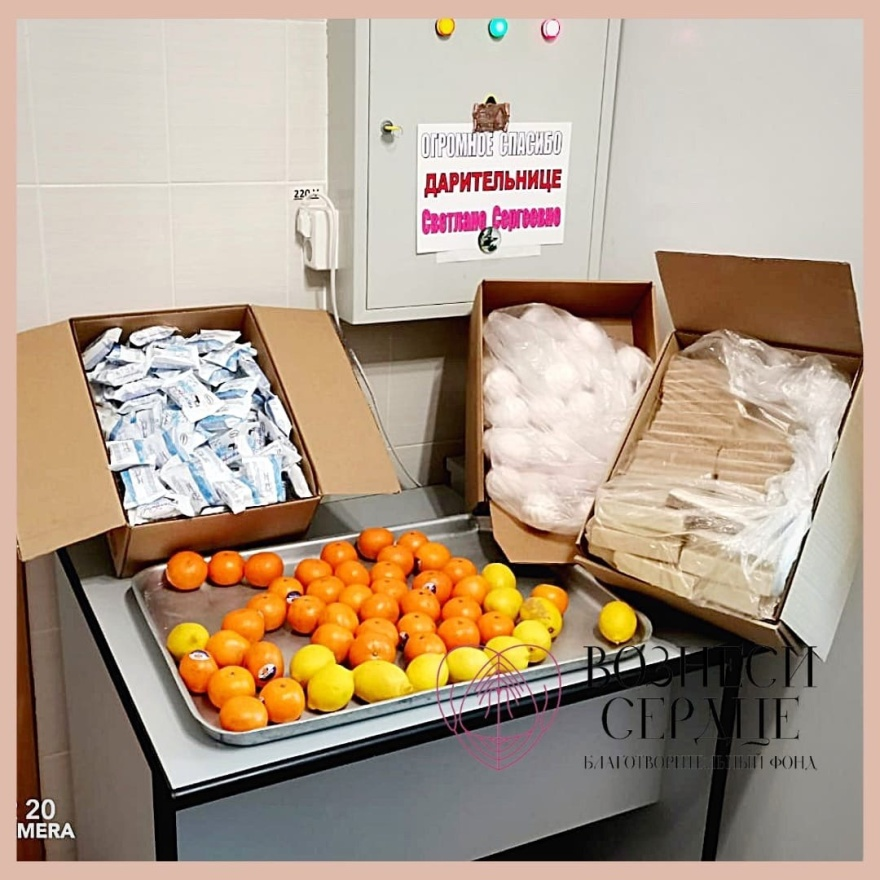 ОГРОМНОЕ СПАСИБО
ДАРИТЕЛЬНИЦЕ
Светлане Сергеевне
220 V
ВОЗНЕСИ
СЕРДЦЕ
БЛАГОТВОРИТЕЛЬНЫЙ ФОНД
20
MERA